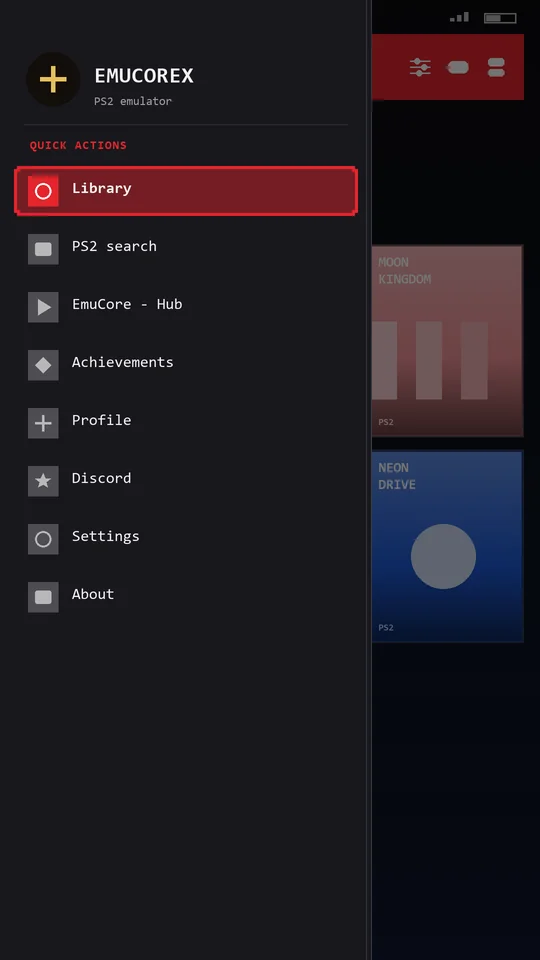 EMUCOREX
PS2 emulator
QUICK ACTIONS
Library
PS2 search
EmuCore - Hub
Achievements
Profile
Discord
Settings
About
MOON
KINGDOM
PS2
NEON
DRIVE
PS2